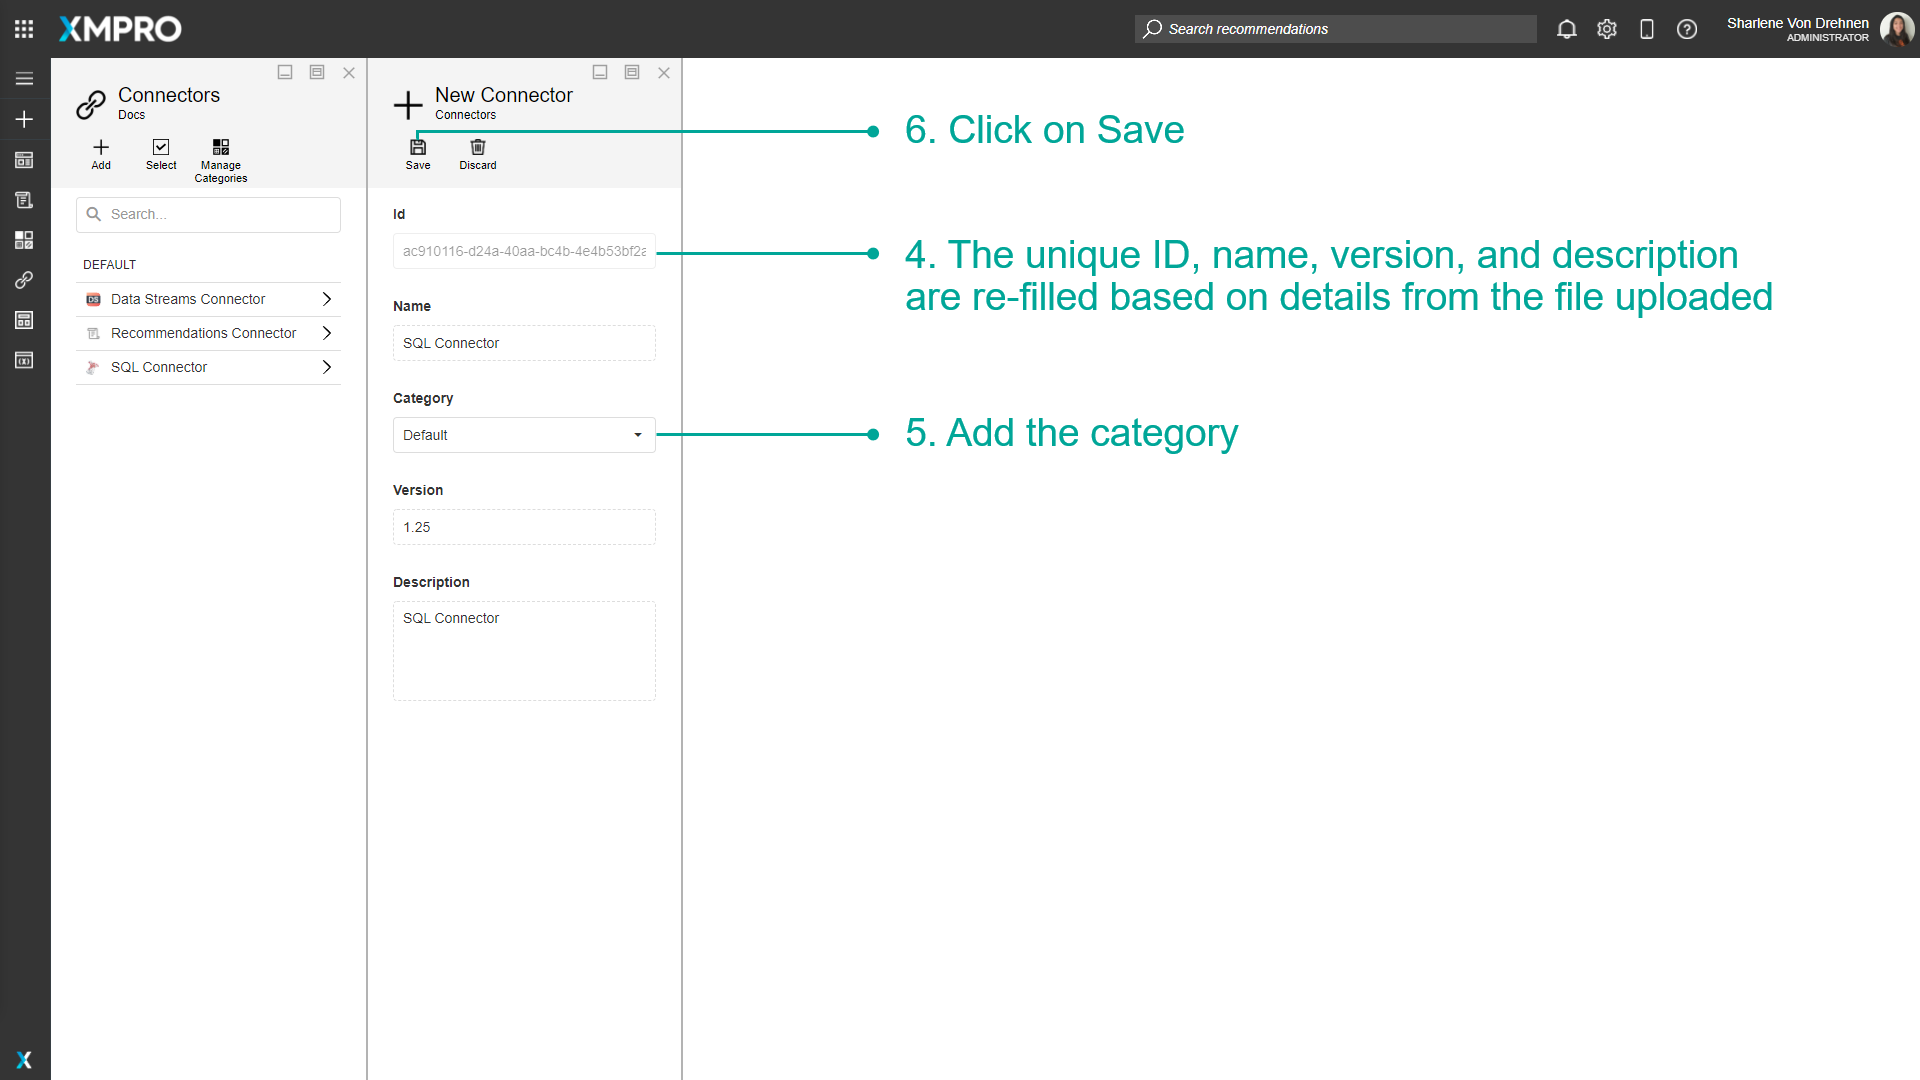 XMPRO
Search recommendations
Sharlene Von Drehnen
ADMINISTRATOR
Connectors
Docs
Add
Select
Manage
Categories
Search...
DEFAULT
Data Streams Connector
Recommendations Connector
SQL Connector
New Connector
Connectors
Save
Discard
Id
ac910116-d24a-40aa-bc4b-4e4b53bf2a
Name
SQL Connector
Category
Default
Version
1.25
Description
SQL Connector
6. Click on Save
4. The unique ID, name, version, and description
are re-filled based on details from the file uploaded
5. Add the category